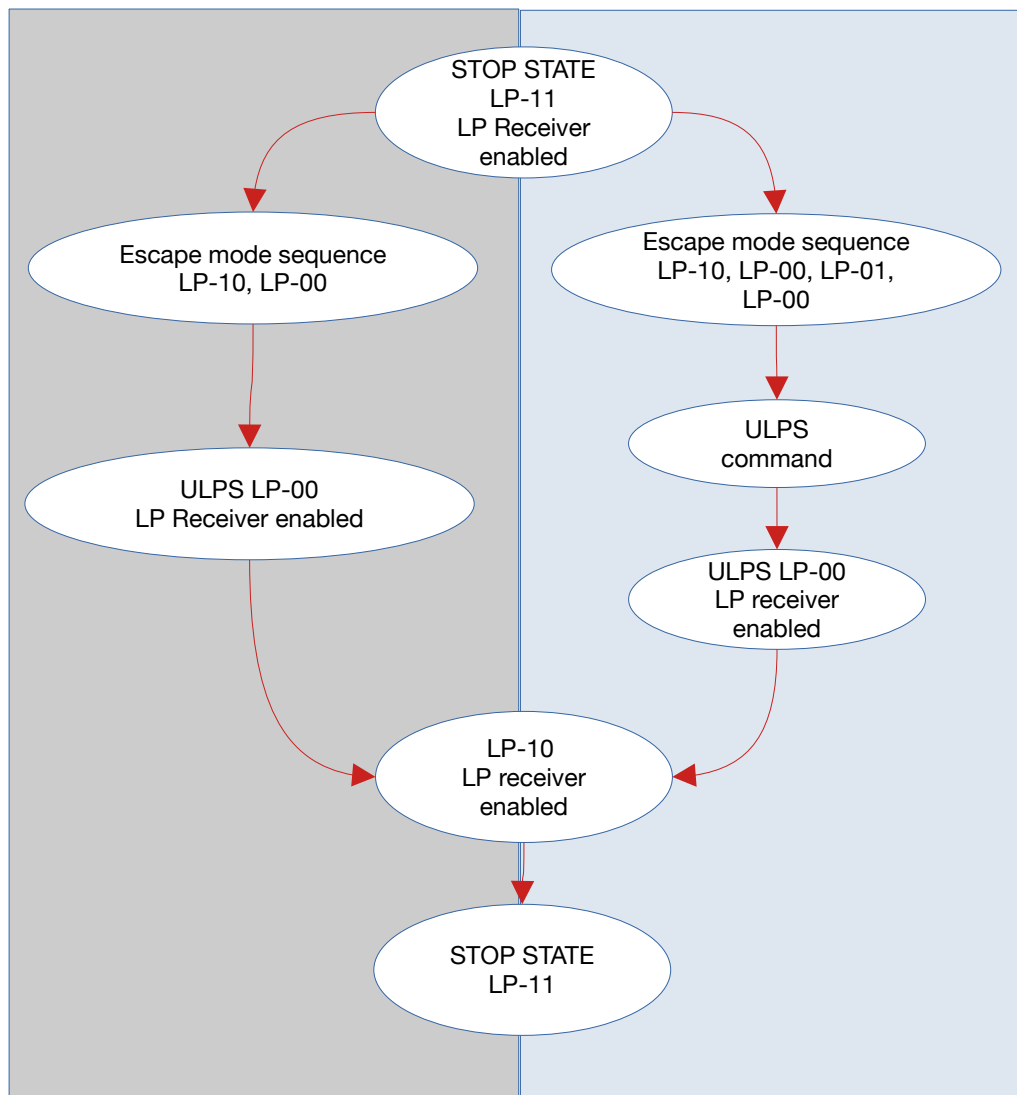 STOP STATE
LP-11
LP Receiver
enabled
Escape mode sequence
LP-10, LP-00
Escape mode sequence
LP-10, LP-00, LP-01,
LP-00
ULPS
command
ULPS LP-00
LP Receiver enabled
ULPS LP-00
LP receiver
enabled
LP-10
LP receiver
enabled
STOP STATE
LP-11